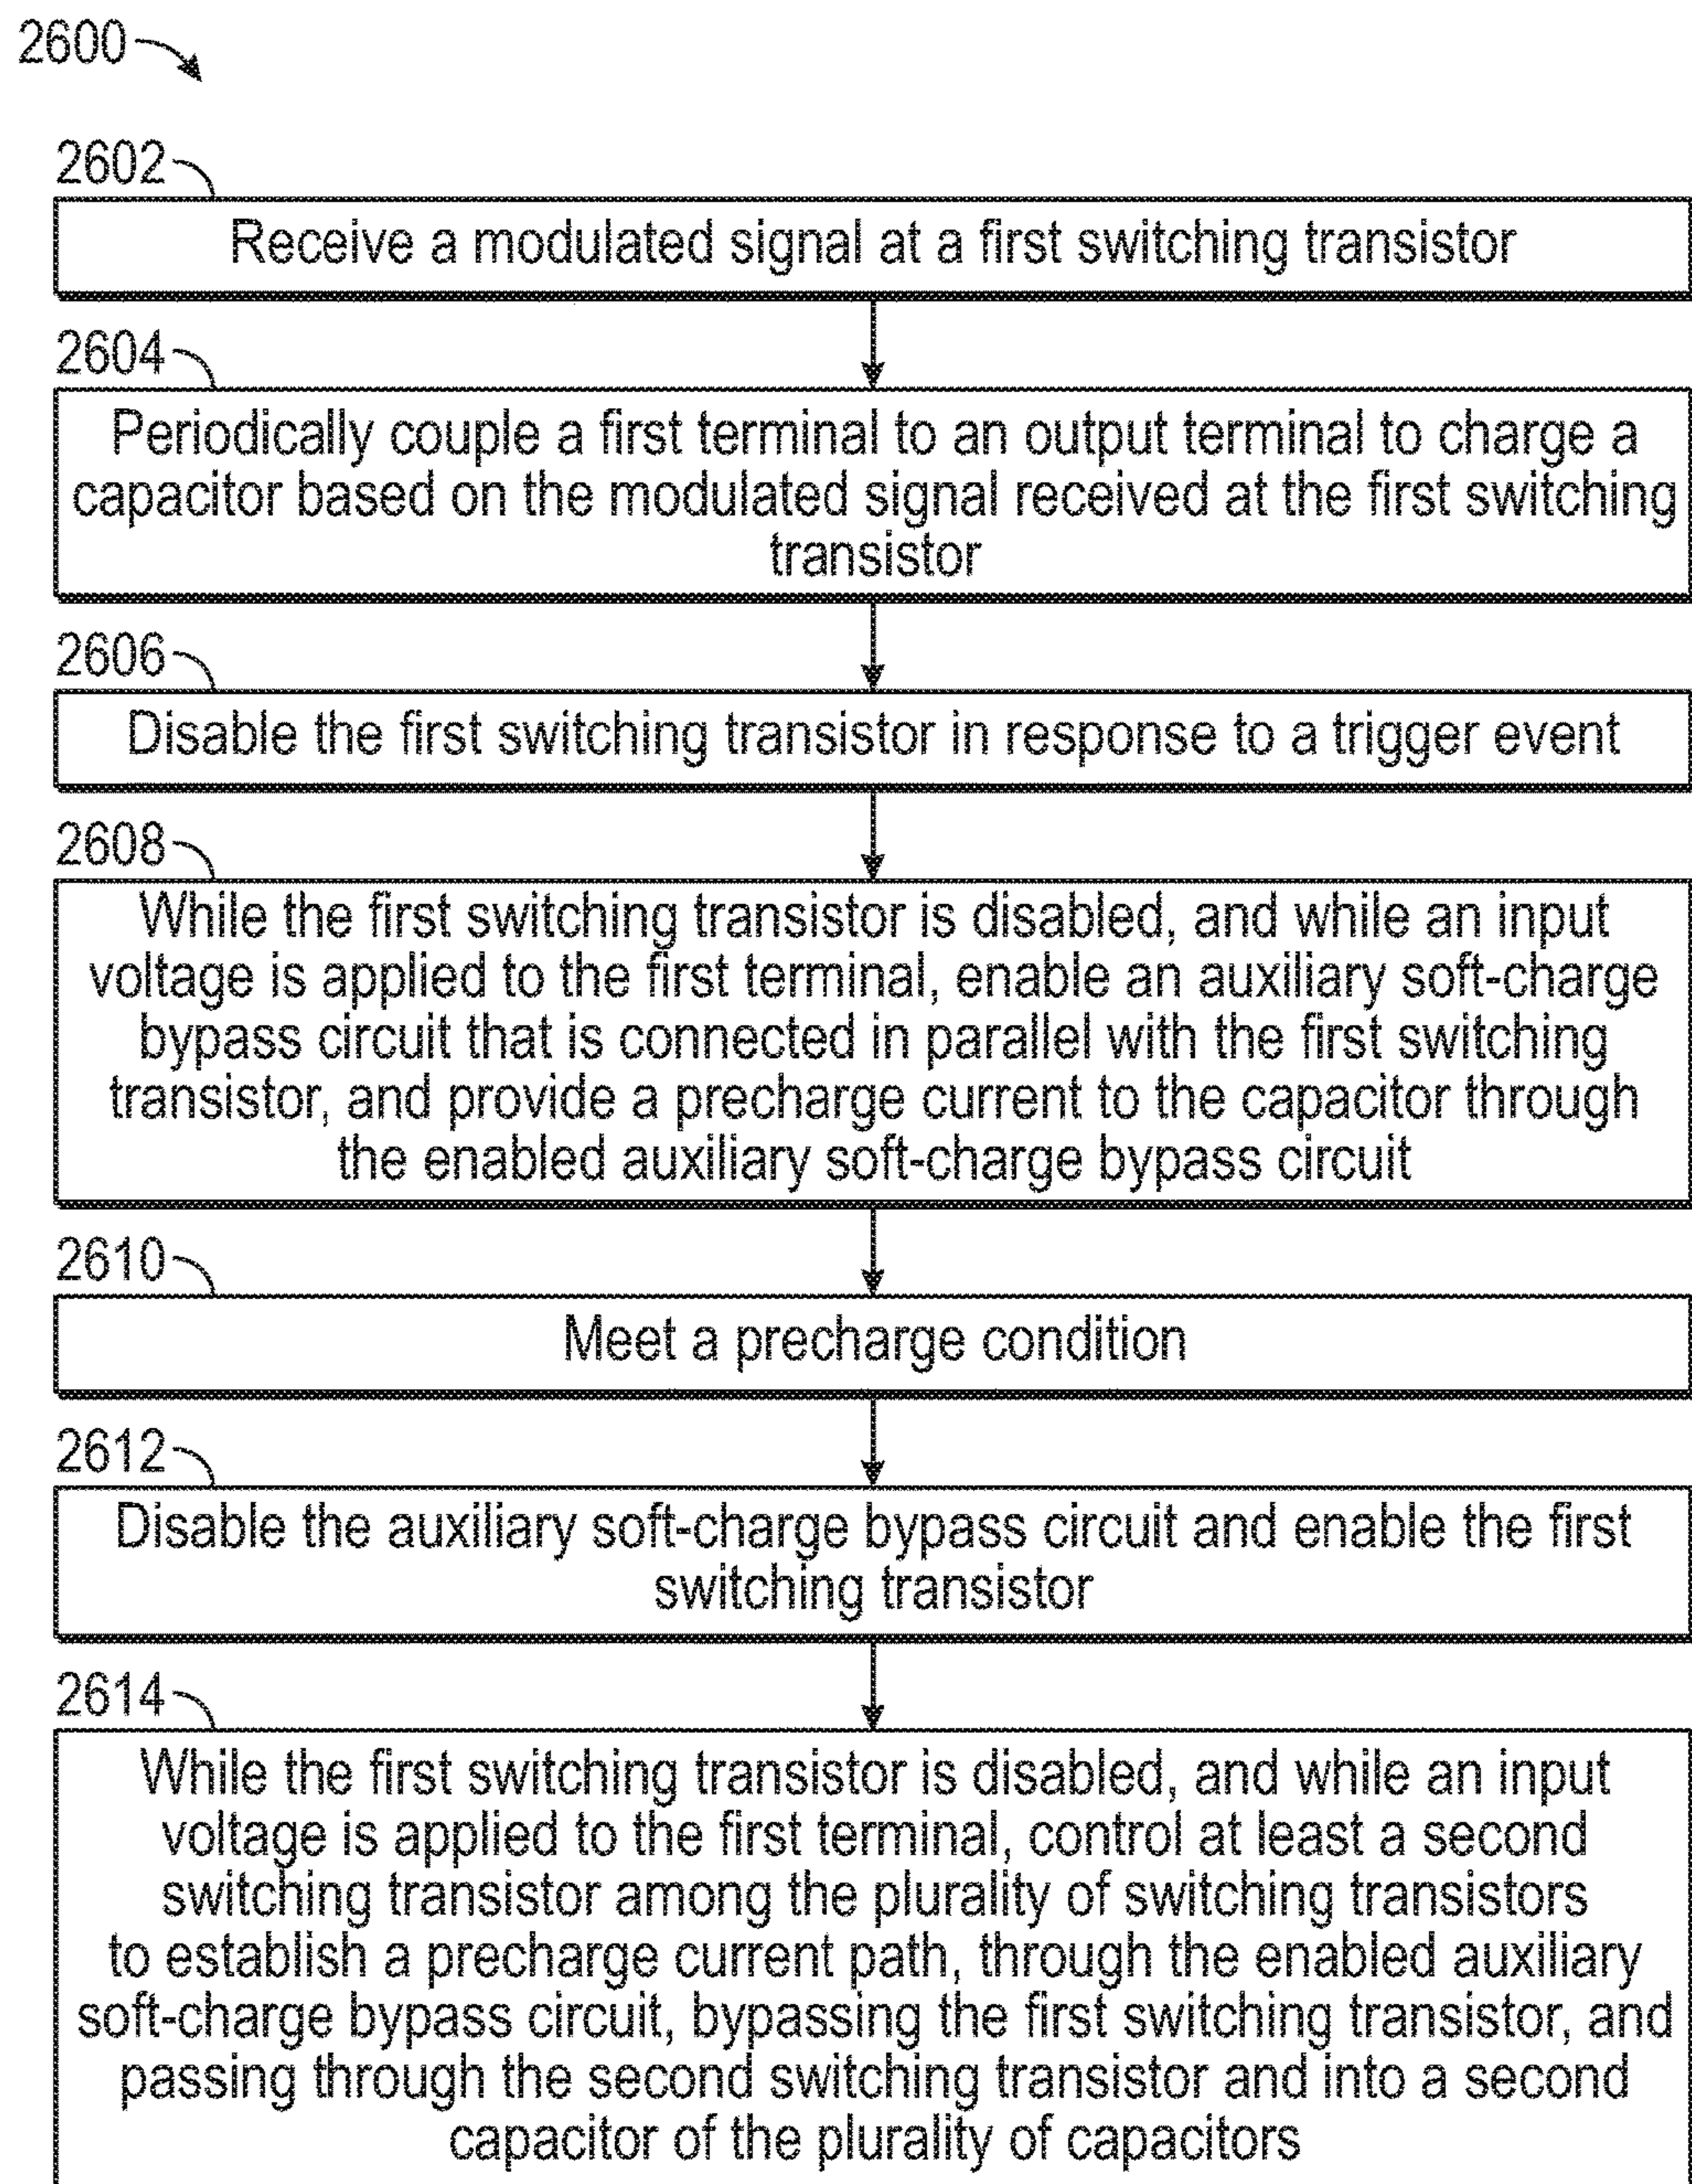 2600
2602
Receive a modulated signal at a first switching transistor
2604
Periodically couple a first terminal to an output terminal to charge a
capacitor based on the modulated signal received at the first switching
transistor
2606
Disable the first switching transistor in response to a trigger event
2608
While the first switching transistor is disabled, and while an input
voltage is applied to the first terminal, enable an auxiliary soft-charge
bypass circuit that is connected in parallel with the first switching
transistor, and provide a precharge current to the capacitor through
the enabled auxiliary soft-charge bypass circuit
2610
Meet a precharge condition
2612
Disable the auxiliary soft-charge bypass circuit and enable the first
switching transistor
2614
While the first switching transistor is disabled, and while an input
voltage is applied to the first terminal, control at least a second
switching transistor among the plurality of switching transistors
to establish a precharge current path, through the enabled auxiliary
soft-charge bypass circuit, bypassing the first switching transistor, and
passing through the second switching transistor and into a second
capacitor of the plurality of capacitors